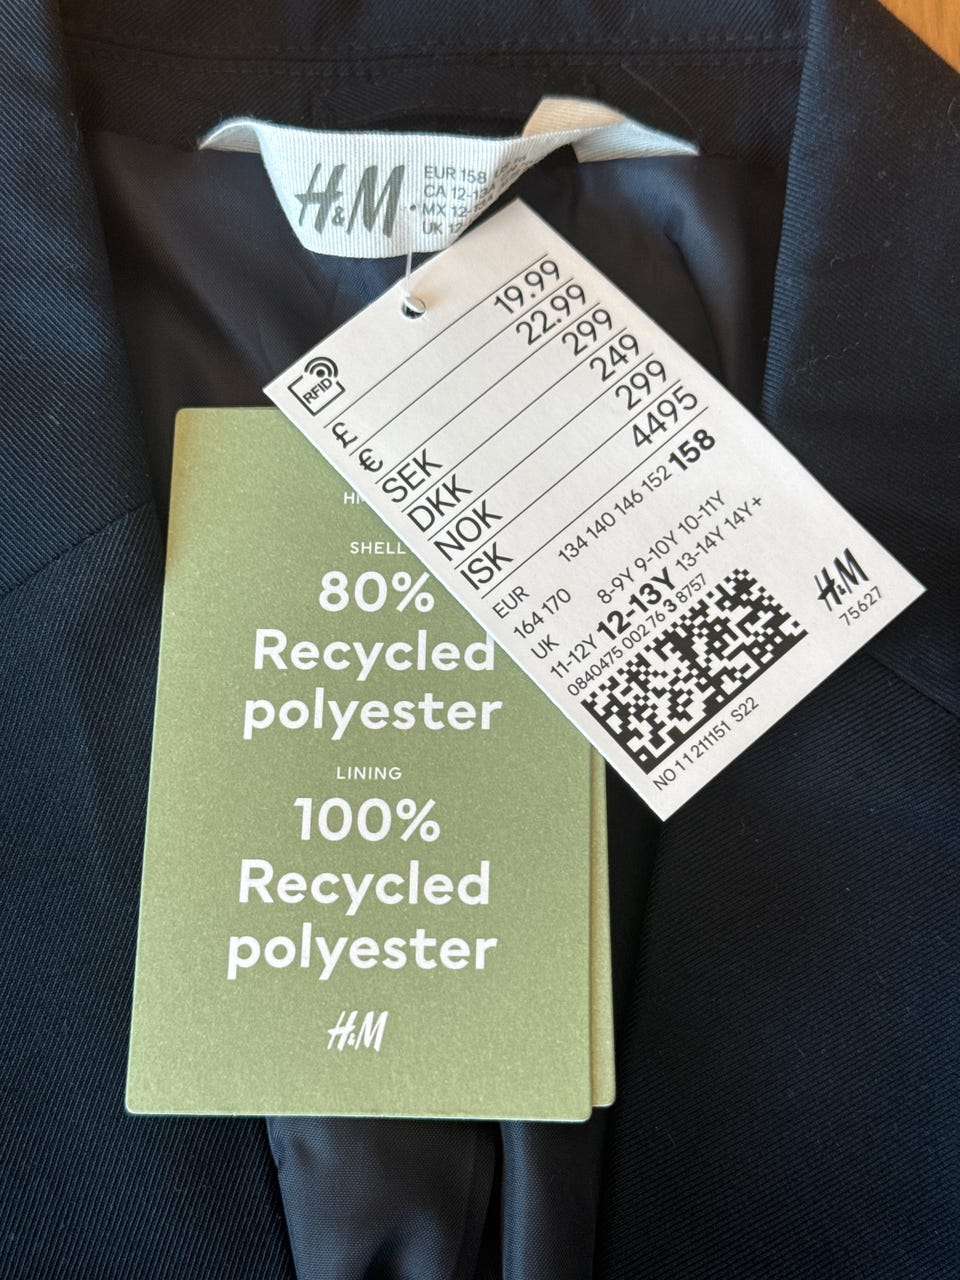 H&M
EUR 158
CA 12-13
MX 12-
UK 12-
RFID
£ 19.99
€ 22.99
SEK 299
DKK 249
NOK 299
ISK 4495
EUR 134 140 146 152 158
164 170
UK 8-9Y 9-10Y 10-11Y
11-12Y 12-13Y 13-14Y 14Y+
0840475 002 76 3 8757
H&M
75627
NO 1 1 211151 S22
SHELL
80%
Recycled
polyester
LINING
100%
Recycled
polyester
H&M